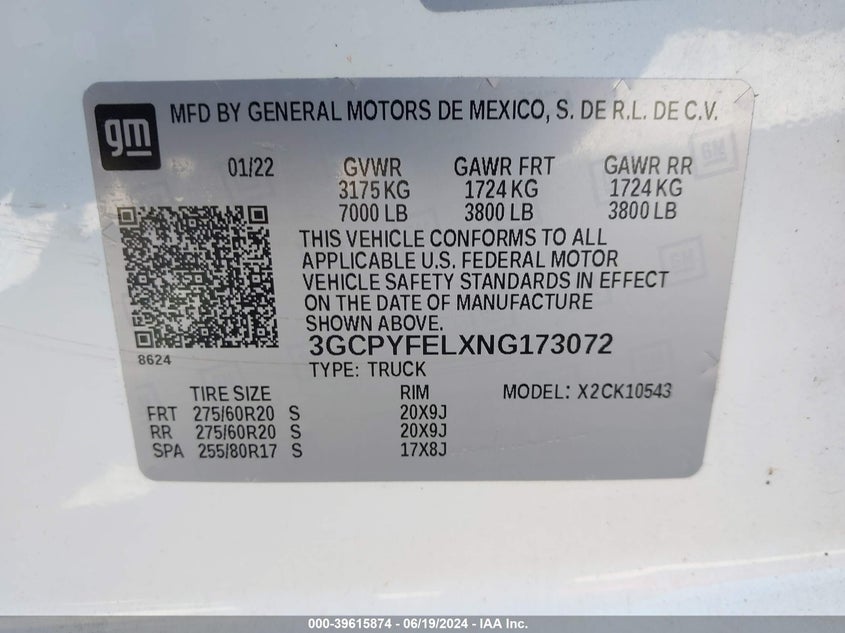 gm MFD BY GENERAL MOTORS DE MEXICO, S. DE R.L. DE C.V.
01/22 GVWR GAWR FRT GAWR RR
3175 KG 1724 KG 1724 KG
7000 LB 3800 LB 3800 LB
THIS VEHICLE CONFORMS TO ALL
APPLICABLE U.S. FEDERAL MOTOR
VEHICLE SAFETY STANDARDS IN EFFECT
ON THE DATE OF MANUFACTURE
SHOWN ABOVE.
3GCPYFELXNG173072
8624
TYPE: TRUCK
TIRE SIZE RIM MODEL: X2CK10543
FRT 275/60R20 S 20X9J
RR 275/60R20 S 20X9J
SPA 255/80R17 S 17X8J
000-39615874 - 06/19/2024 - IAA Inc.